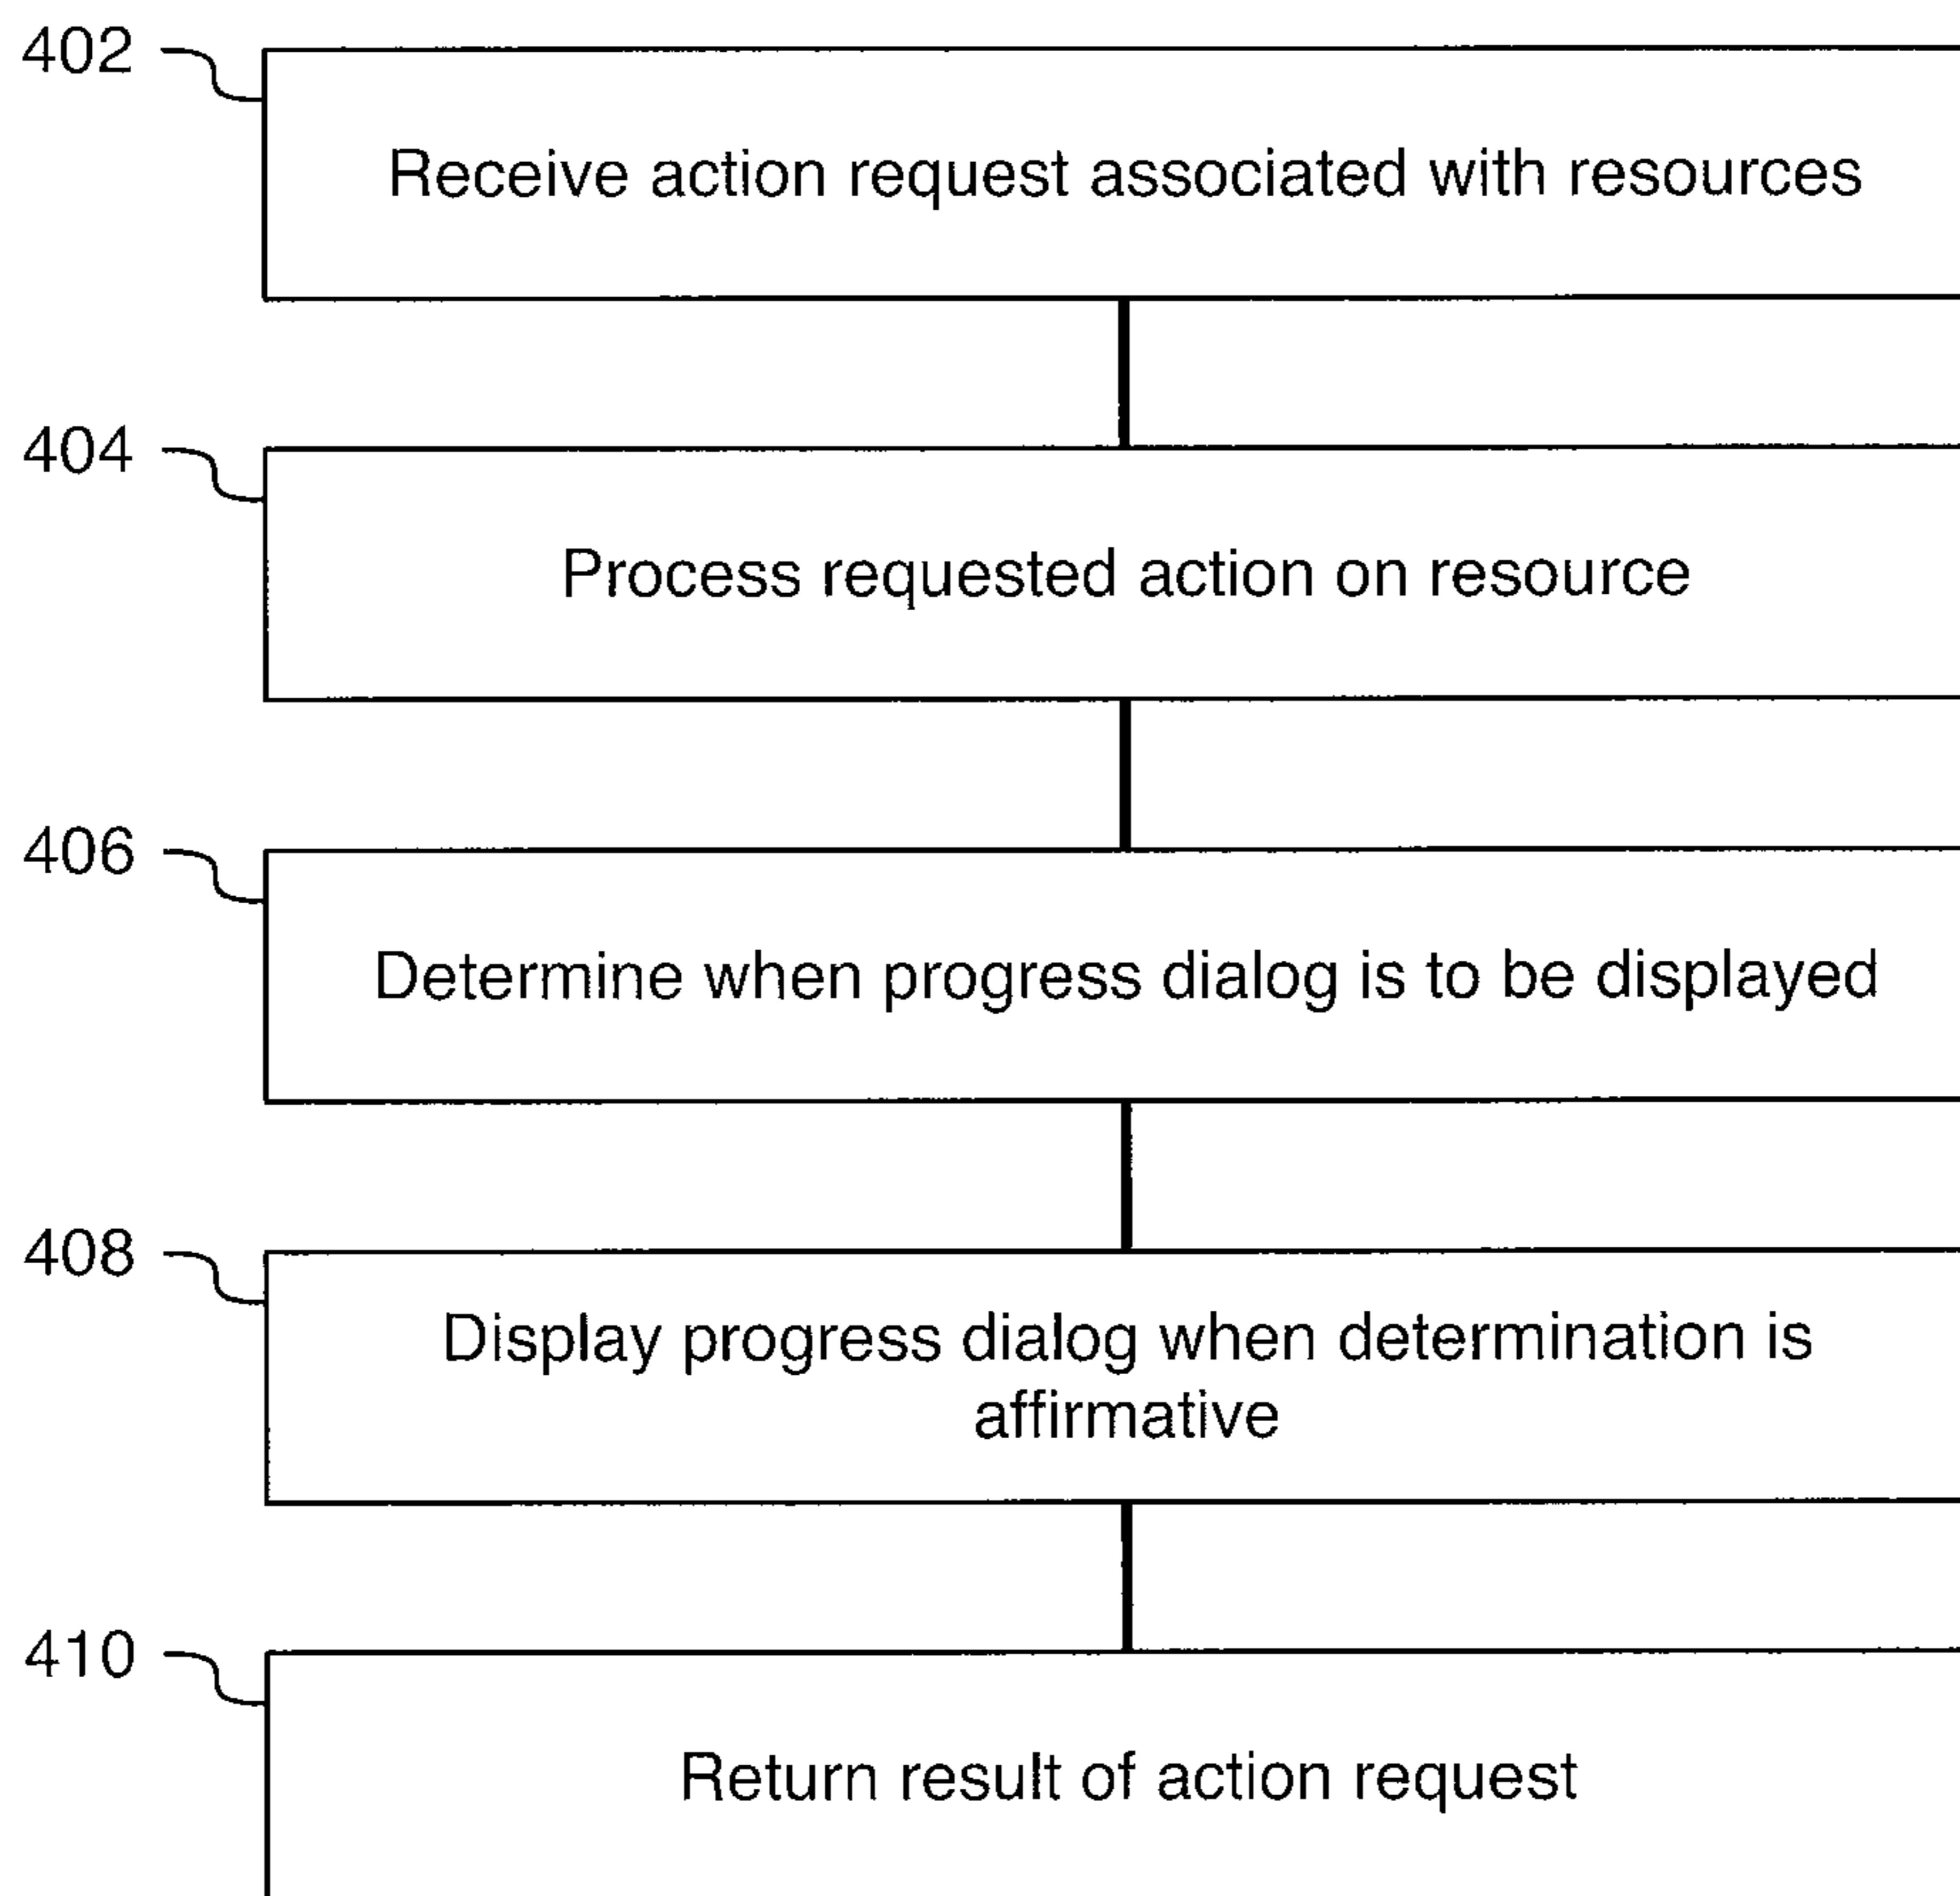 402
Receive action request associated with resources
404
Process requested action on resource
406
Determine when progress dialog is to be displayed
408
Display progress dialog when determination is
affirmative
410
Return result of action request